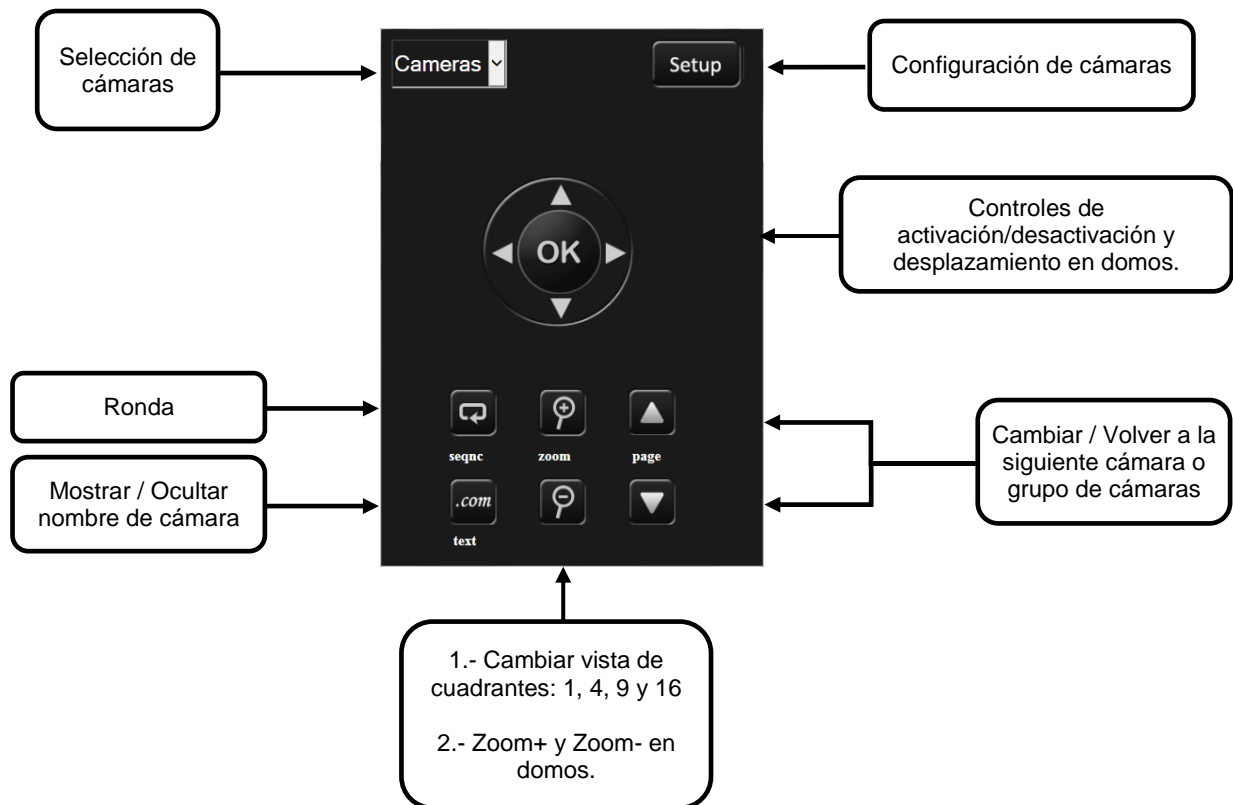 Selección de
cámaras
Cameras
Setup
Configuración de cámaras
Controles de
activación/desactivación y
desplazamiento en domos.
OK
Ronda
Mostrar / Ocultar
nombre de cámara
seqnc
zoom
page
.com
text
Cambiar / Volver a la
siguiente cámara o
grupo de cámaras
1.- Cambiar vista de
cuadrantes: 1, 4, 9 y 16
2.- Zoom+ y Zoom- en
domos.